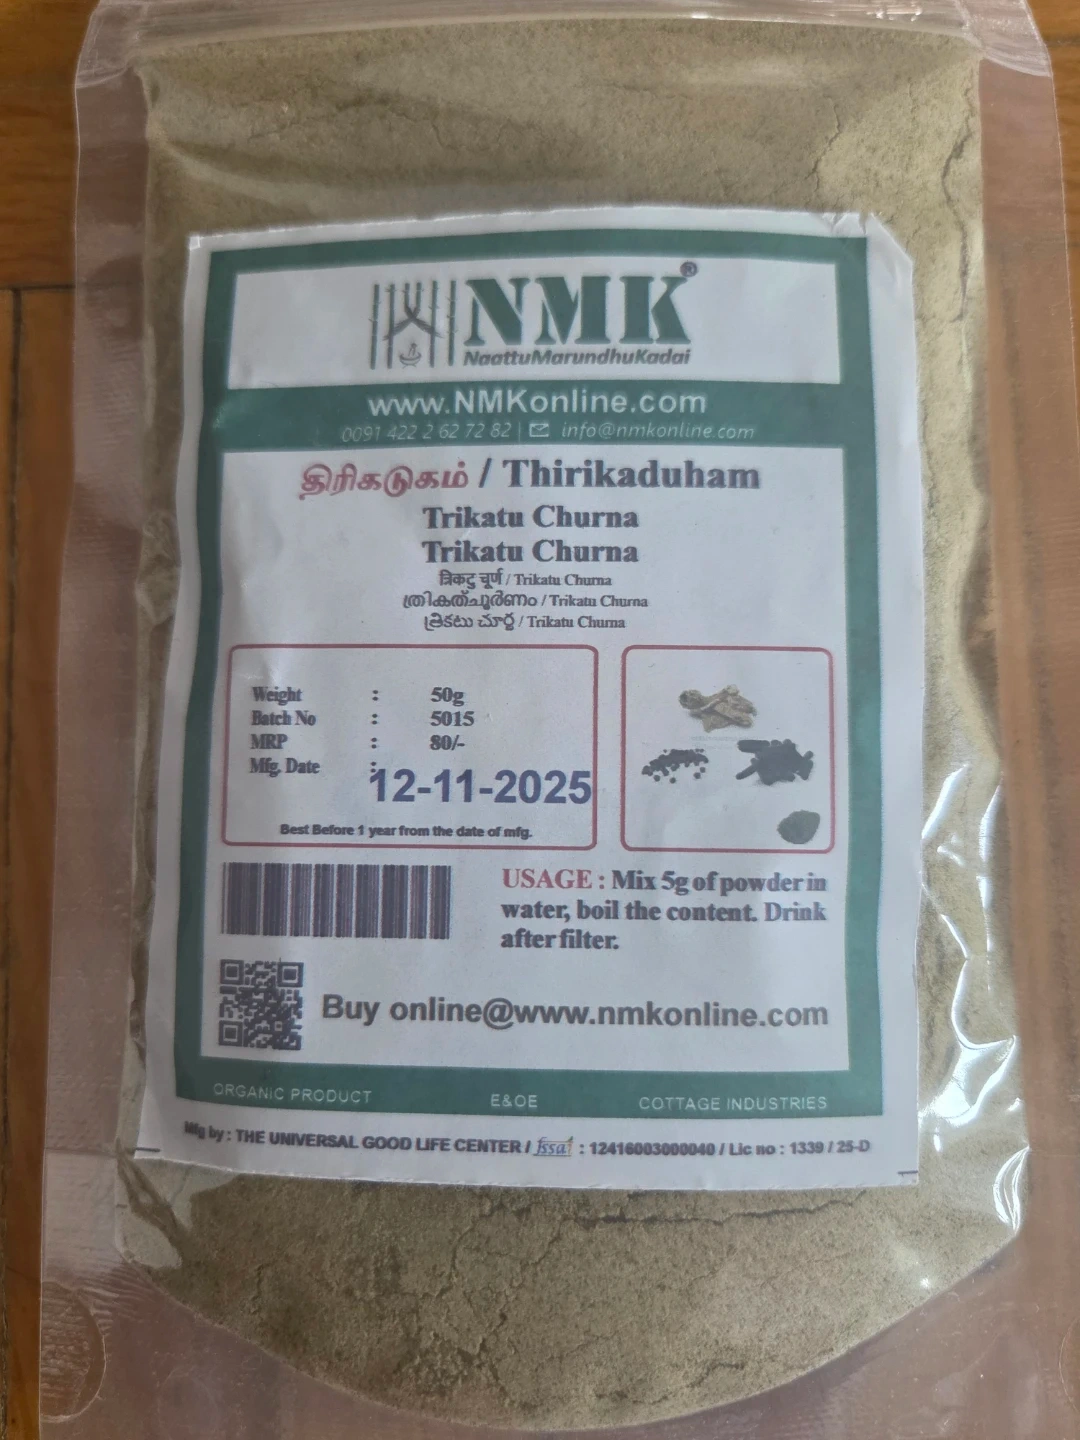 NMK®
NaattuMarundhuKadai
www.NMKonline.com
0091 422 2 62 72 82 | info@nmkonline.com
திரிகடுகம் / Thirikaduham
Trikatu Churna
Trikatu Churna
त्रिकटु चूर्ण / Trikatu Churna
ത്രികത്ചൂർണം / Trikatu Churna
త్రికటు చూర్ణ / Trikatu Churna
Weight : 50g
Batch No : 5015
MRP : 80/-
Mfg. Date : 12-11-2025
Best Before 1 year from the date of mfg.
USAGE : Mix 5g of powder in
water, boil the content. Drink
after filter.
Buy online@www.nmkonline.com
ORGANIC PRODUCT E&OE COTTAGE INDUSTRIES
Mfg by : THE UNIVERSAL GOOD LIFE CENTER / fssai : 12416003000040 / Lic no : 1339 / 25-D